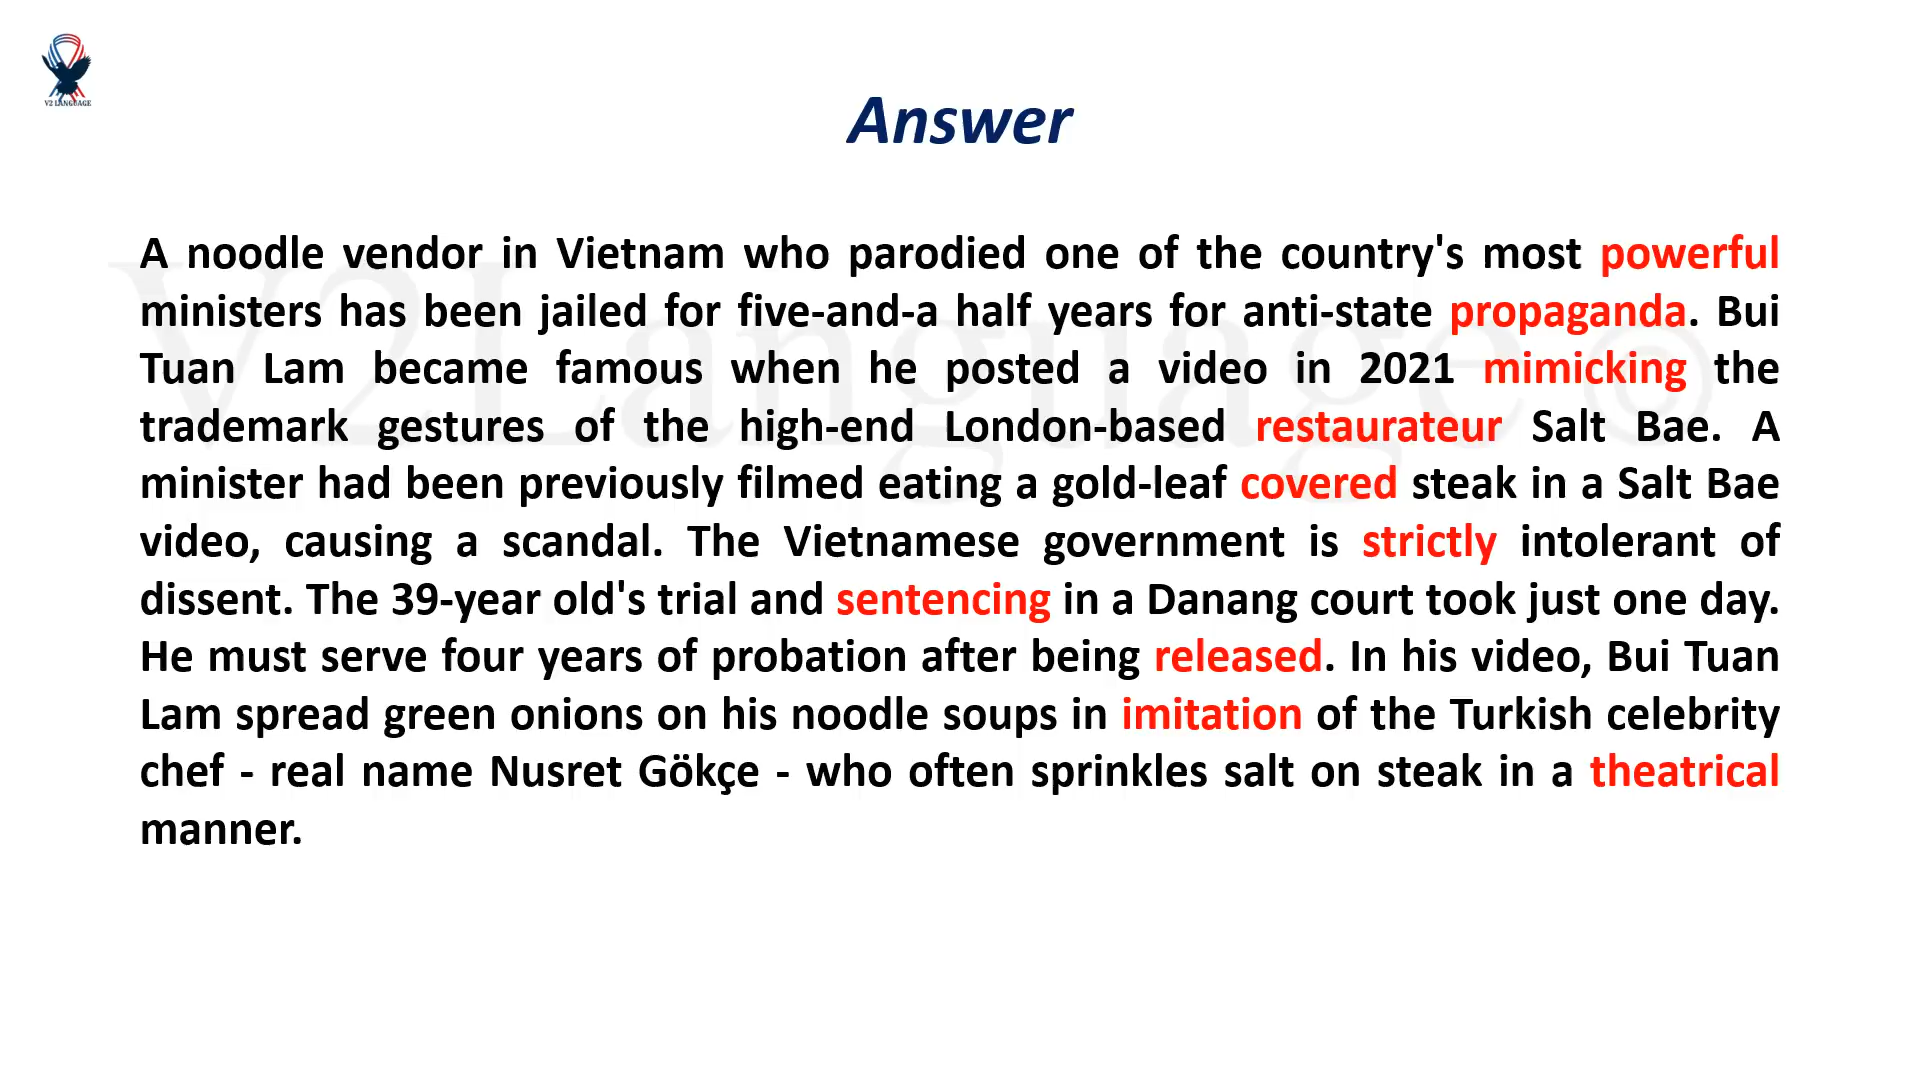 V2 LANGUAGE
Answer
A noodle vendor in Vietnam who parodied one of the country's most powerful
ministers has been jailed for five-and-a half years for anti-state propaganda. Bui
Tuan Lam became famous when he posted a video in 2021 mimicking the
trademark gestures of the high-end London-based restaurateur Salt Bae. A
minister had been previously filmed eating a gold-leaf covered steak in a Salt Bae
video, causing a scandal. The Vietnamese government is strictly intolerant of
dissent. The 39-year old's trial and sentencing in a Danang court took just one day.
He must serve four years of probation after being released. In his video, Bui Tuan
Lam spread green onions on his noodle soups in imitation of the Turkish celebrity
chef - real name Nusret Gökçe - who often sprinkles salt on steak in a theatrical
manner.
V2Language©